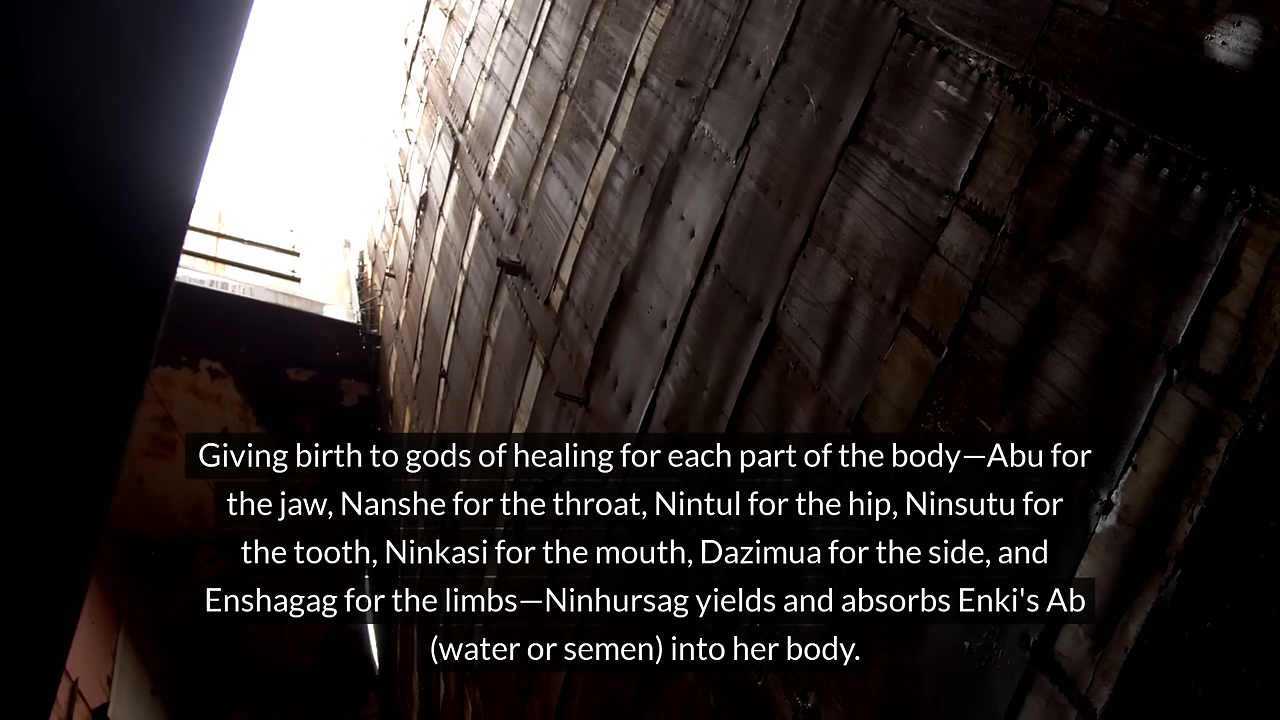 Giving birth to gods of healing for each part of the body—Abu for
the jaw, Nanshe for the throat, Nintul for the hip, Ninsutu for
the tooth, Ninkasi for the mouth, Dazimua for the side, and
Enshagag for the limbs—Ninhursag yields and absorbs Enki's Ab
(water or semen) into her body.